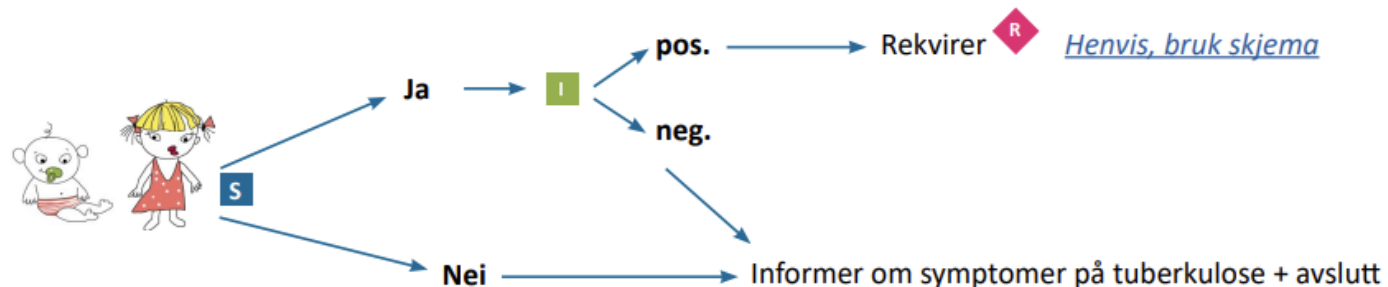 pos.
Rekvirer R Henvis, bruk skjema
Ja
I
neg.
S
Nei
Informer om symptomer på tuberkulose + avslutt